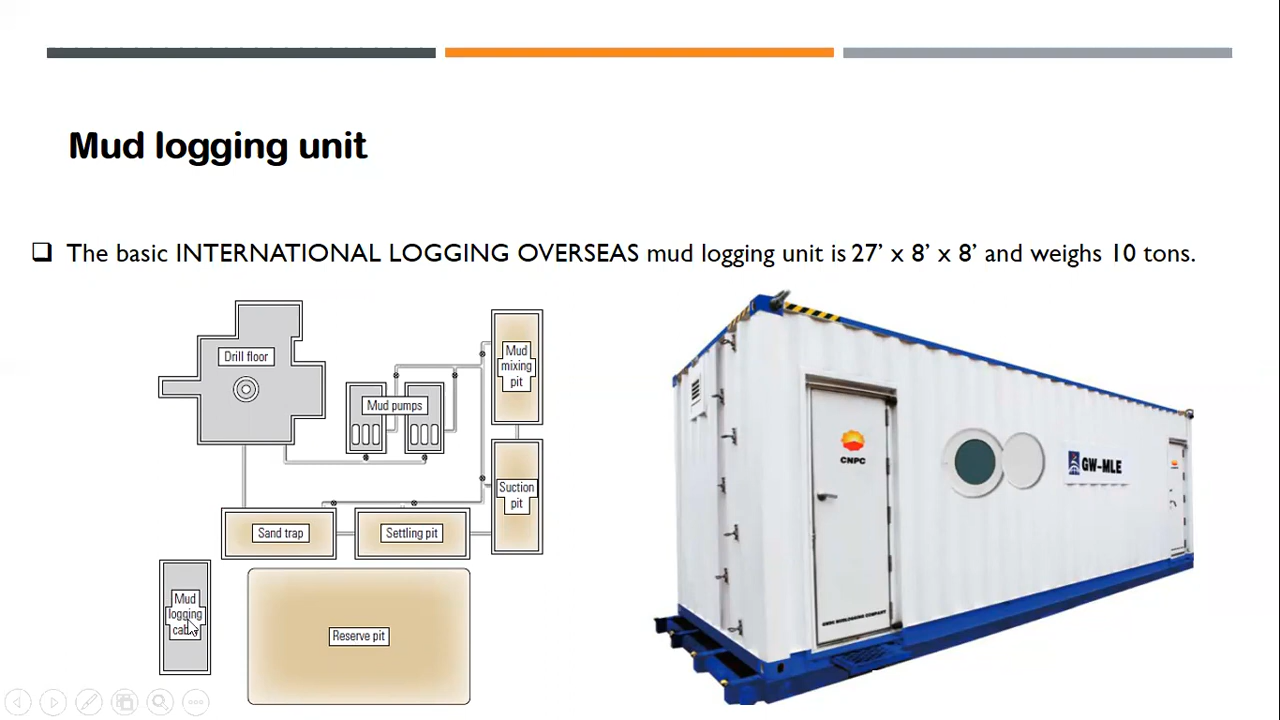 Mud logging unit
❑ The basic INTERNATIONAL LOGGING OVERSEAS mud logging unit is 27’ x 8’ x 8’ and weighs 10 tons.
Drill floor
Mud pumps
Mud
mixing
pit
Suction
pit
Sand trap
Settling pit
Mud
logging
Reserve pit
CNPC
GW-MLE